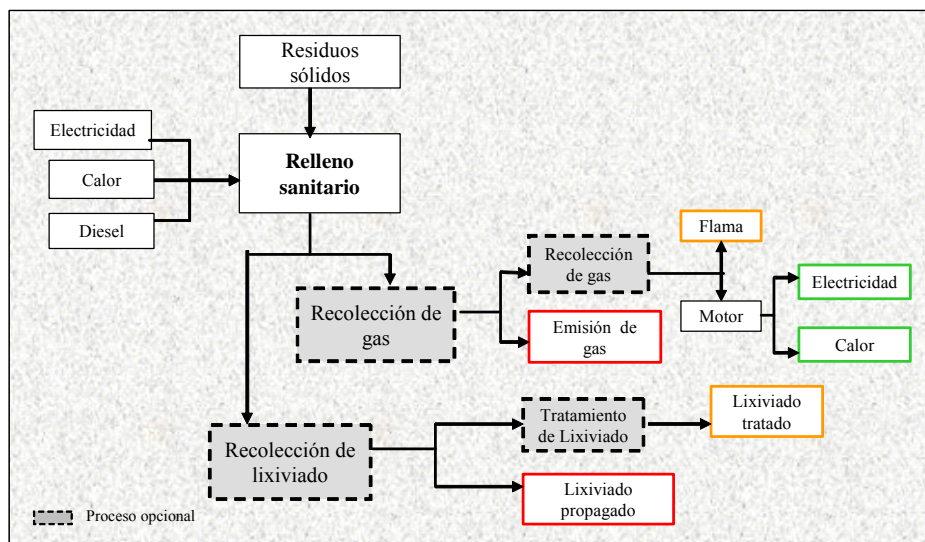 Residuos
sólidos
Electricidad
Calor
Diesel
Relleno
sanitario
Flama
Recolección
de gas
Electricidad
Recolección de
gas
Emisión de
gas
Motor
Calor
Recolección de
lixiviado
Tratamiento
de Lixiviado
Lixiviado
tratado
Lixiviado
propagado
Proceso opcional